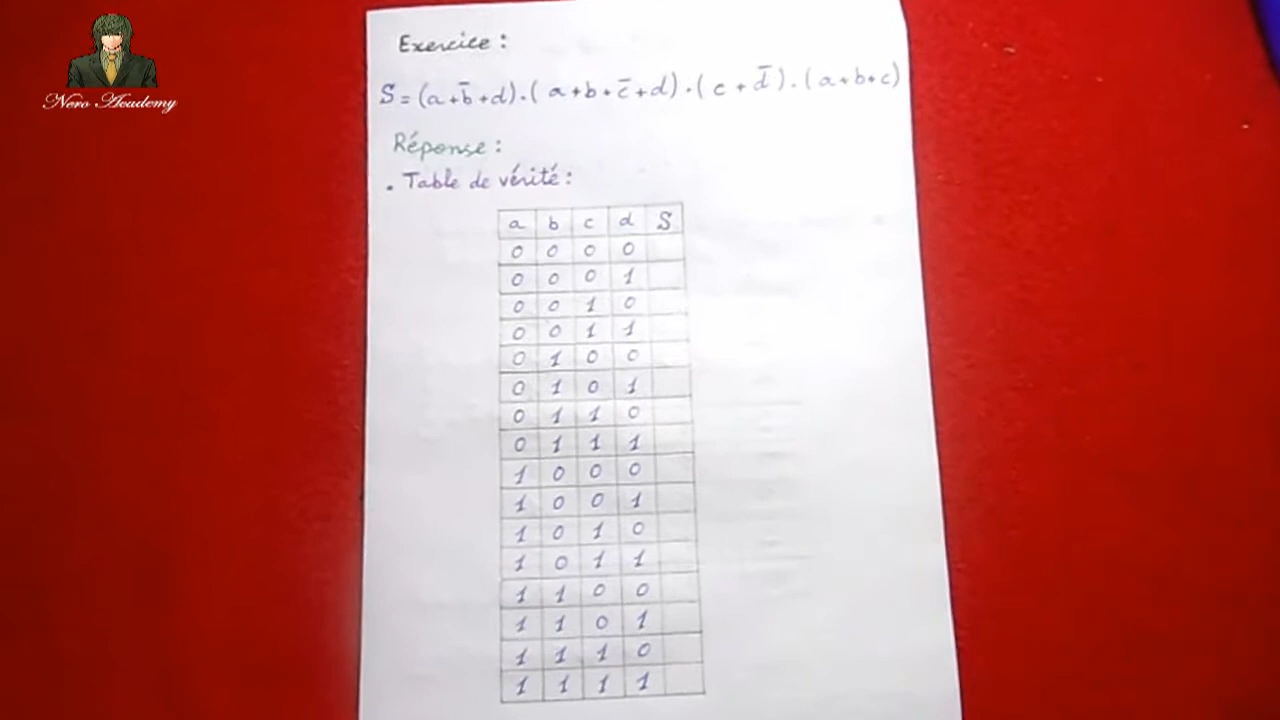 Nero Academy
Exercice :
S = (a + b̄ + d) . ( a + b + c̄ + d) . ( c + d̄ ) . ( a + b + c)
Réponse :
. Table de vérité :
a b c d S
0 0 0 0
0 0 0 1
0 0 1 0
0 0 1 1
0 1 0 0
0 1 0 1
0 1 1 0
0 1 1 1
1 0 0 0
1 0 0 1
1 0 1 0
1 0 1 1
1 1 0 0
1 1 0 1
1 1 1 0
1 1 1 1